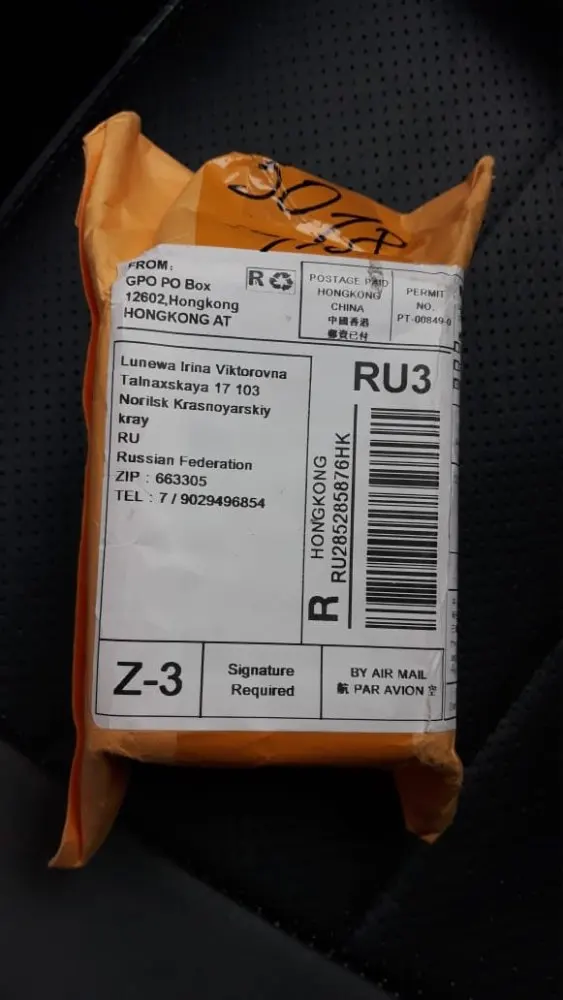 FROM:
GPO PO Box
12602,Hongkong
HONGKONG AT
R
POSTAGE PAID
HONGKONG
CHINA
中國香港
郵資已付
PERMIT
NO.
PT-00849-0
Lunewa Irina Viktorovna
Talnaxskaya 17 103
Norilsk Krasnoyarskiy
kray
RU
Russian Federation
ZIP : 663305
TEL : 7 / 9029496854
RU3
R HONGKONG
RU285285876HK
Z-3
Signature
Required
BY AIR MAIL
航 PAR AVION 空